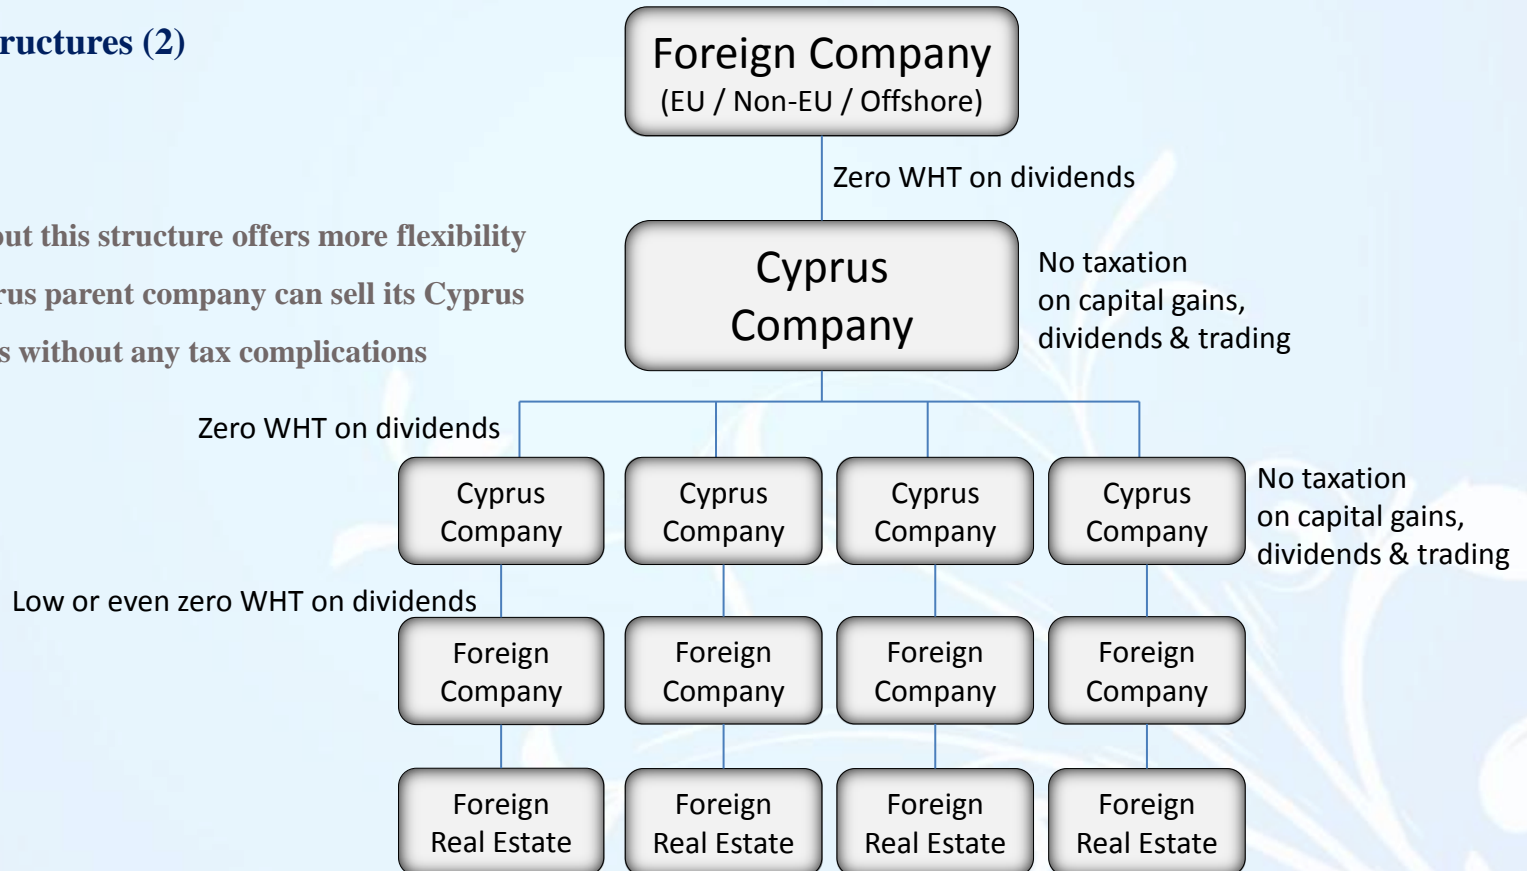 ructures (2)
Foreign Company
(EU / Non-EU / Offshore)
Zero WHT on dividends
out this structure offers more flexibility
rus parent company can sell its Cyprus
s without any tax complications
Cyprus
Company
No taxation
on capital gains,
dividends & trading
Zero WHT on dividends
Cyprus
Company
Cyprus
Company
Cyprus
Company
Cyprus
Company
No taxation
on capital gains,
dividends & trading
Low or even zero WHT on dividends
Foreign
Company
Foreign
Company
Foreign
Company
Foreign
Company
Foreign
Real Estate
Foreign
Real Estate
Foreign
Real Estate
Foreign
Real Estate